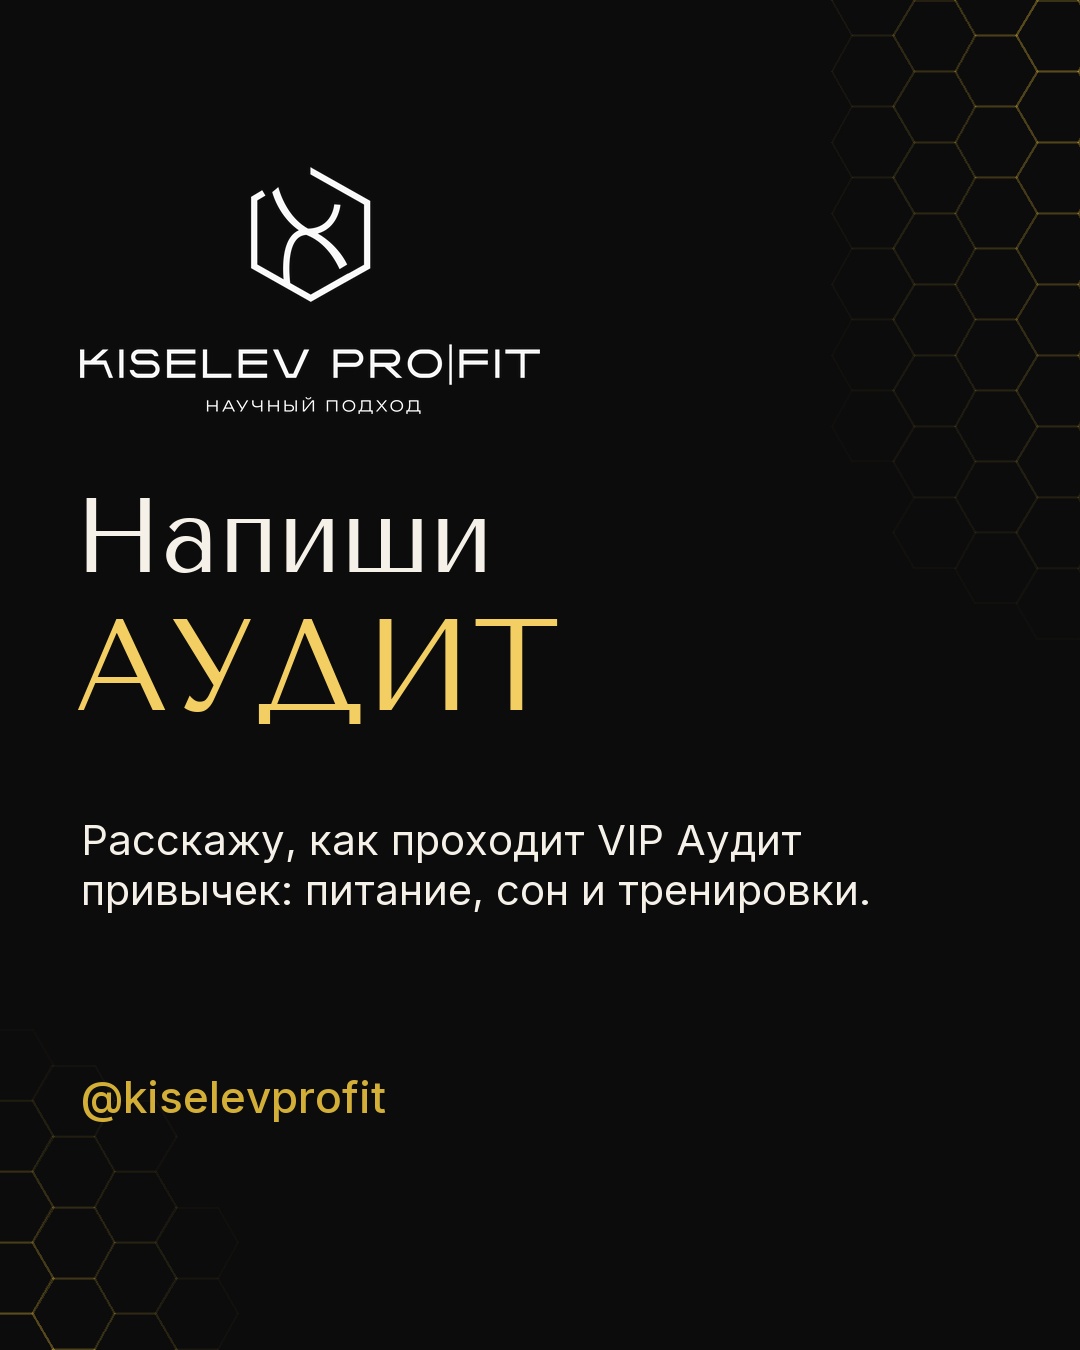 KISELEV PRO|FIT
НАУЧНЫЙ ПОДХОД
Напиши
АУДИТ
Расскажу, как проходит VIP Аудит
привычек: питание, сон и тренировки.
@kiselevprofit